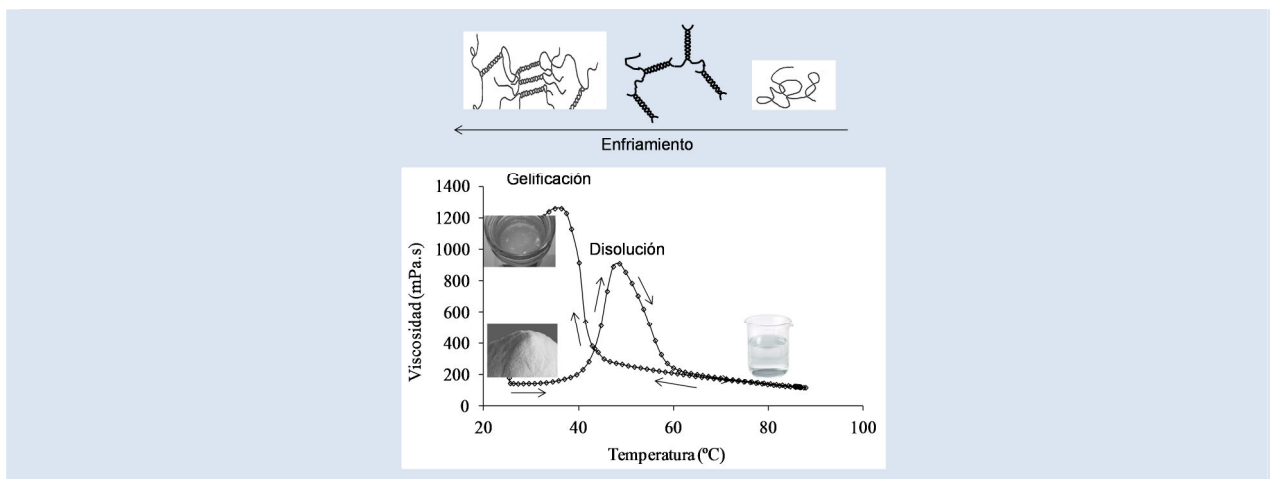 Enfriamiento
Gelificación
Disolución
1400
1200
1000
800
600
400
200
0
Viscosidad (mPa.s)
20 40 60 80 100
Temperatura (ºC)